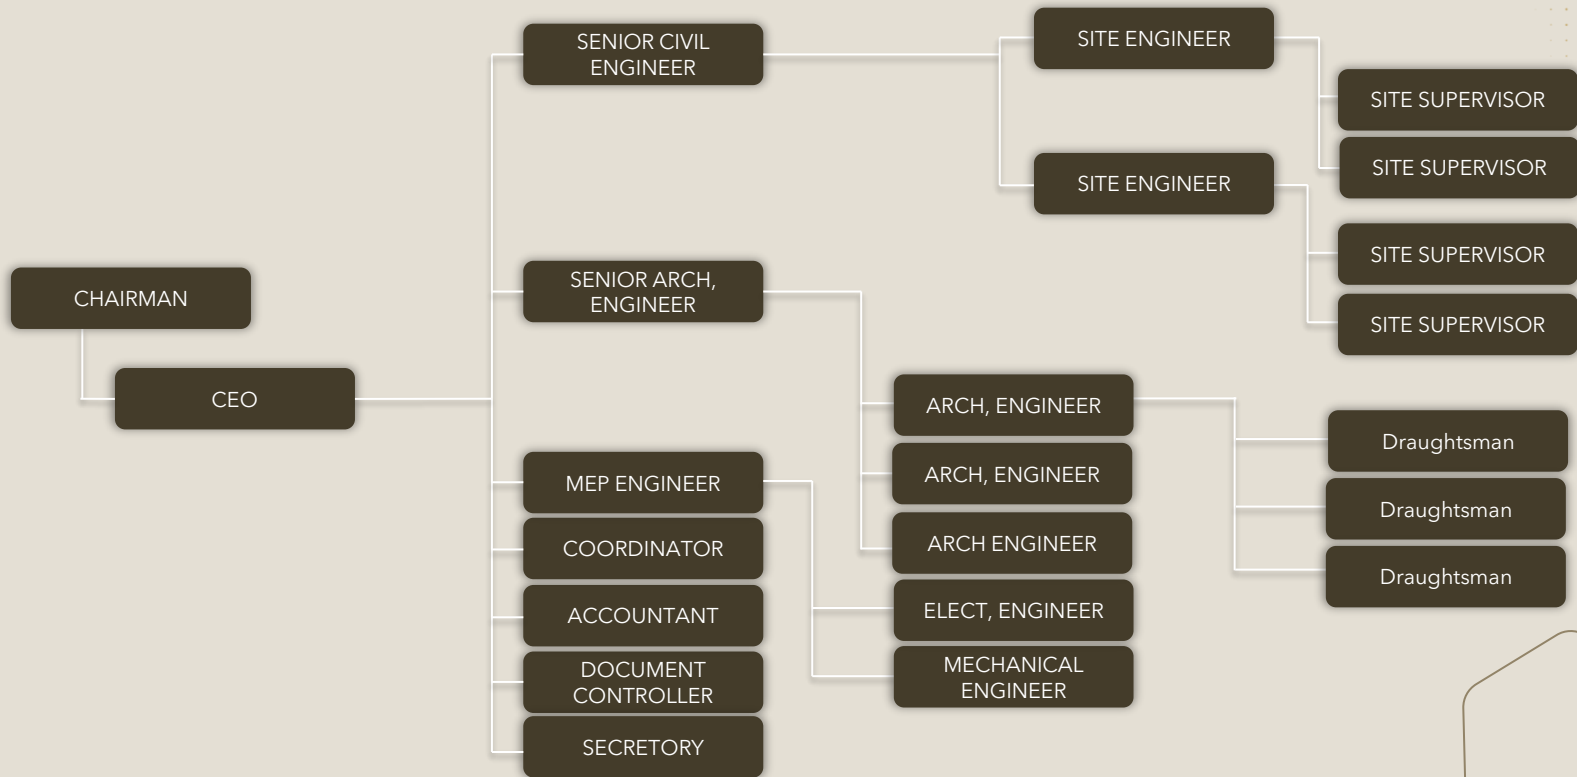 CHAIRMAN
CEO
SENIOR CIVIL
ENGINEER
SENIOR ARCH,
ENGINEER
MEP ENGINEER
COORDINATOR
ACCOUNTANT
DOCUMENT
CONTROLLER
SECRETORY
SITE ENGINEER
SITE ENGINEER
SITE SUPERVISOR
SITE SUPERVISOR
SITE SUPERVISOR
SITE SUPERVISOR
ARCH, ENGINEER
ARCH, ENGINEER
ARCH ENGINEER
ELECT, ENGINEER
MECHANICAL
ENGINEER
Draughtsman
Draughtsman
Draughtsman